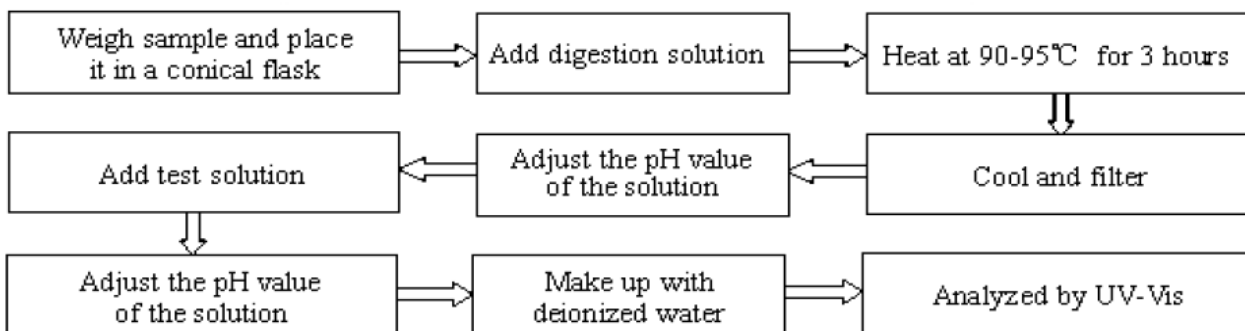 Weigh sample and place
it in a conical flask
Add digestion solution
Heat at 90-95℃ for 3 hours
Cool and filter
Adjust the pH value
of the solution
Add test solution
Adjust the pH value
of the solution
Make up with
deionized water
Analyzed by UV-Vis